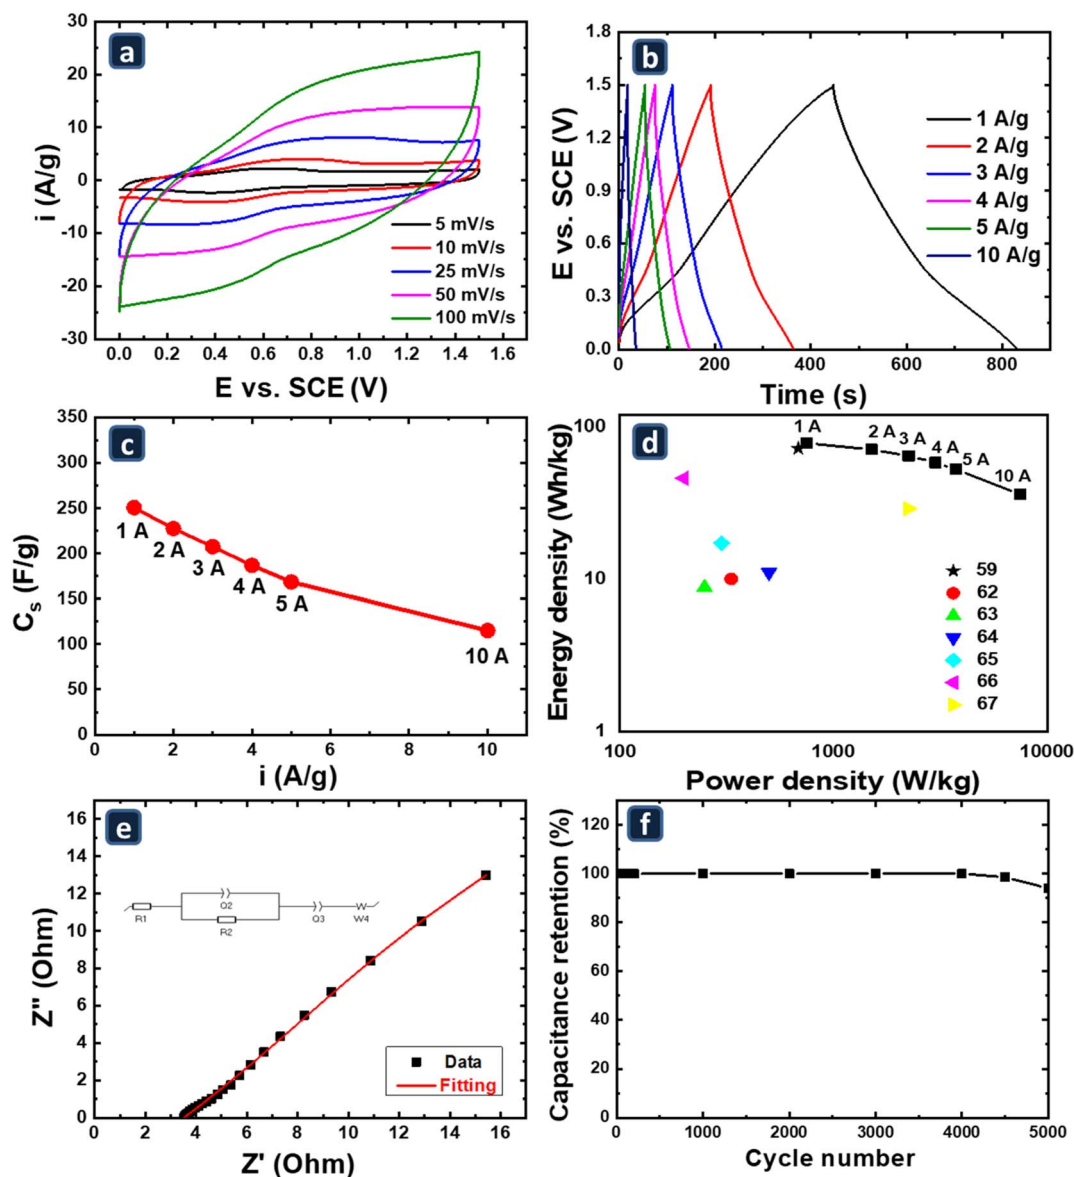 a
i (A/g)
30
20
10
0
-10
-20
-30
0.0 0.2 0.4 0.6 0.8 1.0 1.2 1.4 1.6
E vs. SCE (V)
5 mV/s
10 mV/s
25 mV/s
50 mV/s
100 mV/s
b
E vs. SCE (V)
1.8
1.5
1.2
0.9
0.6
0.3
0.0
0 200 400 600 800
Time (s)
1 A/g
2 A/g
3 A/g
4 A/g
5 A/g
10 A/g
c
Cs (F/g)
350
300
250
200
150
100
50
0
0 2 4 6 8 10
i (A/g)
1 A
2 A
3 A
4 A
5 A
10 A
d
Energy density (Wh/kg)
100
10
1
100 1000 10000
Power density (W/kg)
1 A
2 A
3 A
4 A
5 A
10 A
59
62
63
64
65
66
67
e
Z'' (Ohm)
16
14
12
10
8
6
4
2
0
0 2 4 6 8 10 12 14 16
Z' (Ohm)
R1
Q2
R2
Q3
W
W4
Data
Fitting
f
Capacitance retention (%)
120
100
80
60
40
20
0
0 1000 2000 3000 4000 5000
Cycle number